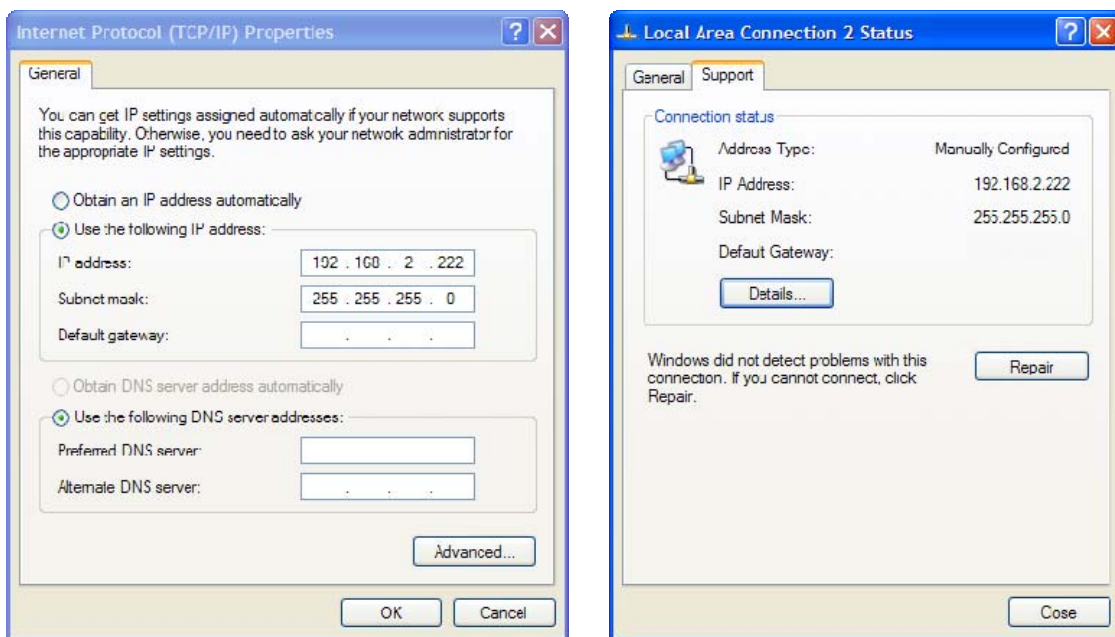 Internet Protocol (TCP/IP) Properties
General
You can get IP settings assigned automatically if your network supports
this capability. Otherwise, you need to ask your network administrator for
the appropriate IP settings.
Obtain an IP address automatically
Use the following IP address:
IP address:
192 . 168 . 2 . 222
Subnet mask:
255 . 255 . 255 . 0
Default gateway:
. . .
Obtain DNS server address automatically
Use the following DNS server addresses:
Preferred DNS server:
Alternate DNS server:
. . .
Advanced...
OK
Cancel
Local Area Connection 2 Status
General
Support
Connection status
Address Type:
Manually Configured
IP Address:
192.168.2.222
Subnet Mask:
255.255.255.0
Defaut Gateway:
Details...
Windows did not detect problems with this
connection. If you cannot connect, click
Repair.
Repair
Cose